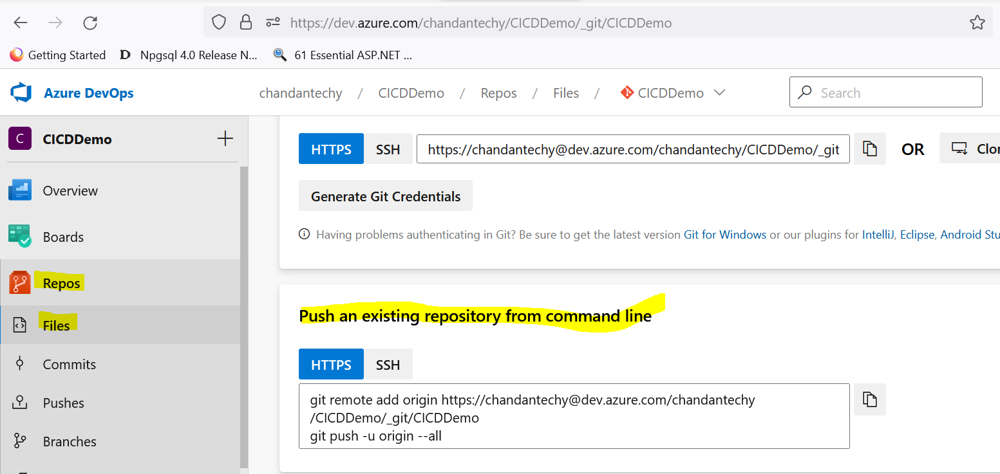 https://dev.azure.com/chandantechy/CICDDemo/_git/CICDDemo
Getting Started D Npgsql 4.0 Release N... 61 Essential ASP.NET ...
Azure DevOps chandantechy / CICDDemo / Repos / Files / CICDDemo Search
C CICDDemo +
HTTPS SSH https://chandantechy@dev.azure.com/chandantechy/CICDDemo/_git OR Clor
Overview
Generate Git Credentials
Having problems authenticating in Git? Be sure to get the latest version Git for Windows or our plugins for IntelliJ, Eclipse, Android Stu
Boards
Repos
Push an existing repository from command line
Files
Commits
HTTPS SSH
Pushes
git remote add origin https://chandantechy@dev.azure.com/chandantechy
/CICDDemo/_git/CICDDemo
git push -u origin --all
Branches